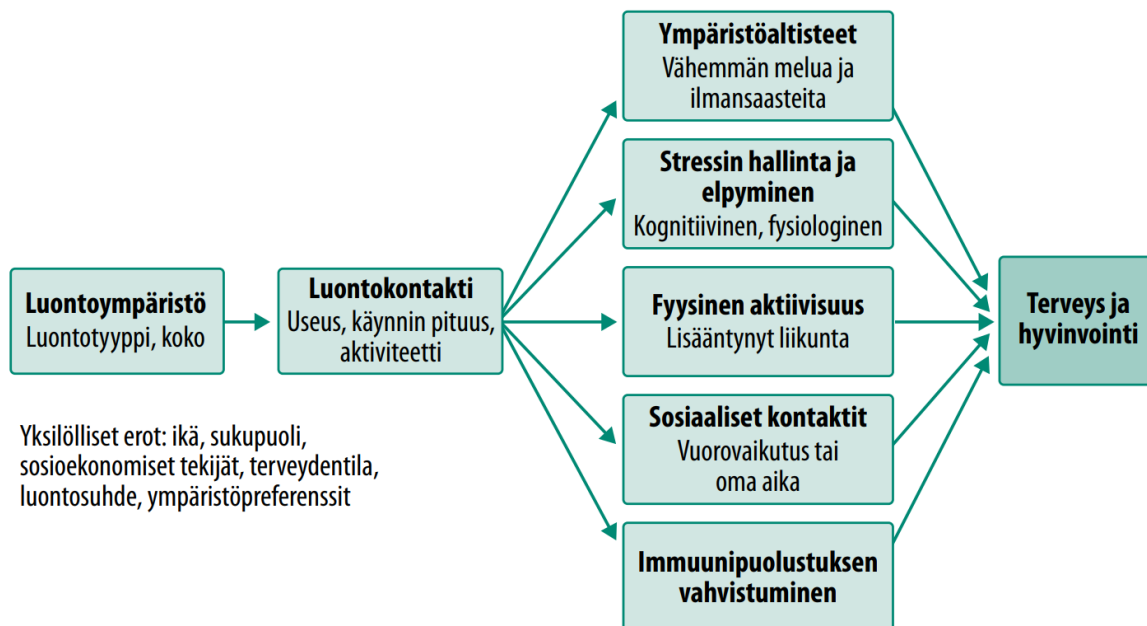 Luontoympäristö
Luontotyyppi, koko
Luontokontakti
Useus, käynnin pituus,
aktiviteetti
Ympäristöaltisteet
Vähemmän melua ja
ilmansaasteita
Stressin hallinta ja
elpyminen
Kognitiivinen, fysiologinen
Fyysinen aktiivisuus
Lisääntynyt liikunta
Sosiaaliset kontaktit
Vuorovaikutus tai
oma aika
Immuunipuolustuksen
vahvistuminen
Terveys ja
hyvinvointi
Yksilölliset erot: ikä, sukupuoli,
sosioekonomiset tekijät, terveydentila,
luontosuhde, ympäristöpreferenssit